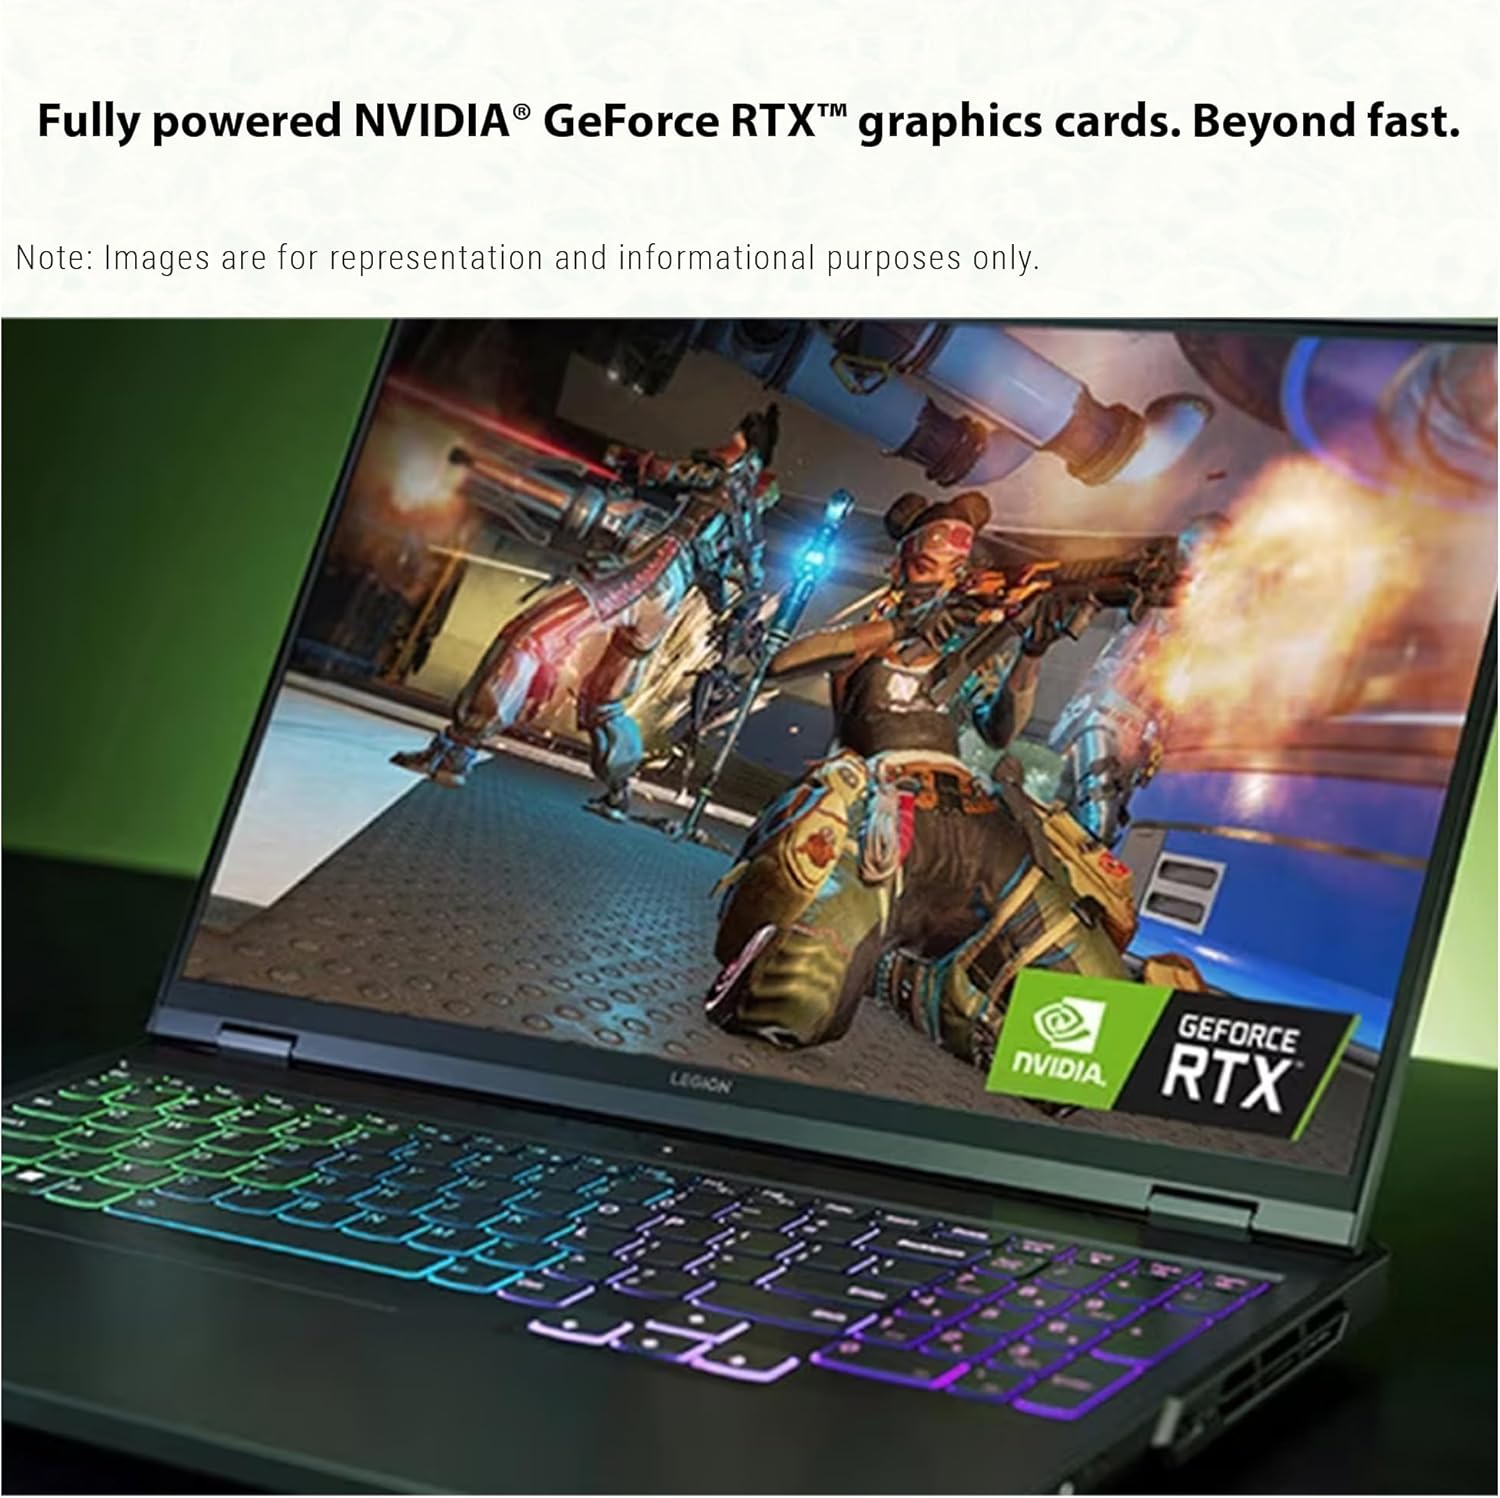 Fully powered NVIDIA® GeForce RTX™ graphics cards. Beyond fast.
Note: Images are for representation and informational purposes only.
LEGION
NVIDIA.
GEFORCE
RTX